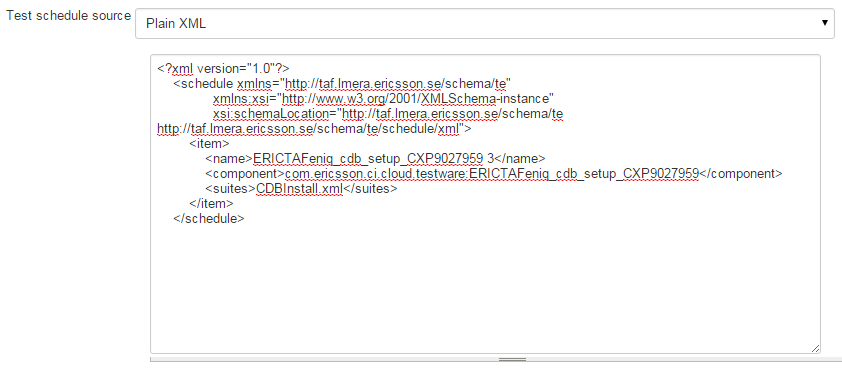 Test schedule source
Plain XML
<?xml version="1.0"?>
<schedule xmlns="http://taf.lmera.ericsson.se/schema/te"
xmlns:xsi="http://www.w3.org/2001/XMLSchema-instance"
xsi:schemaLocation="http://taf.lmera.ericsson.se/schema/te
http://taf.lmera.ericsson.se/schema/te/schedule/xml">
<item>
<name>ERICTAFeniq_cdb_setup_CXP9027959 3</name>
<component>com.ericsson.ci.cloud.testware:ERICTAFeniq_cdb_setup_CXP9027959</component>
<suites>CDBInstall.xml</suites>
</item>
</schedule>